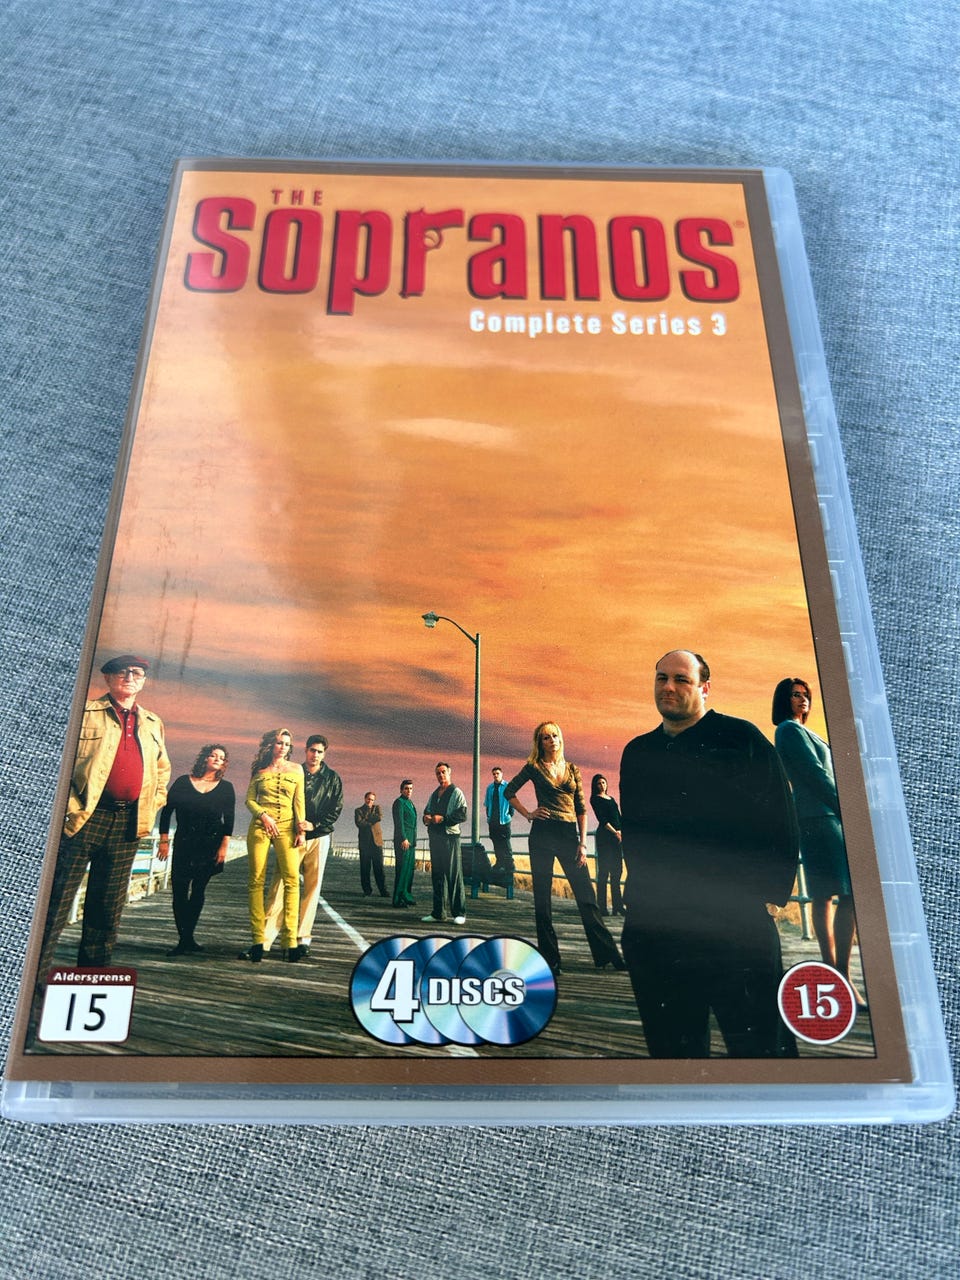 THE
Sopranos®
Complete Series 3
Aldersgrense
15
4 DISCS
15